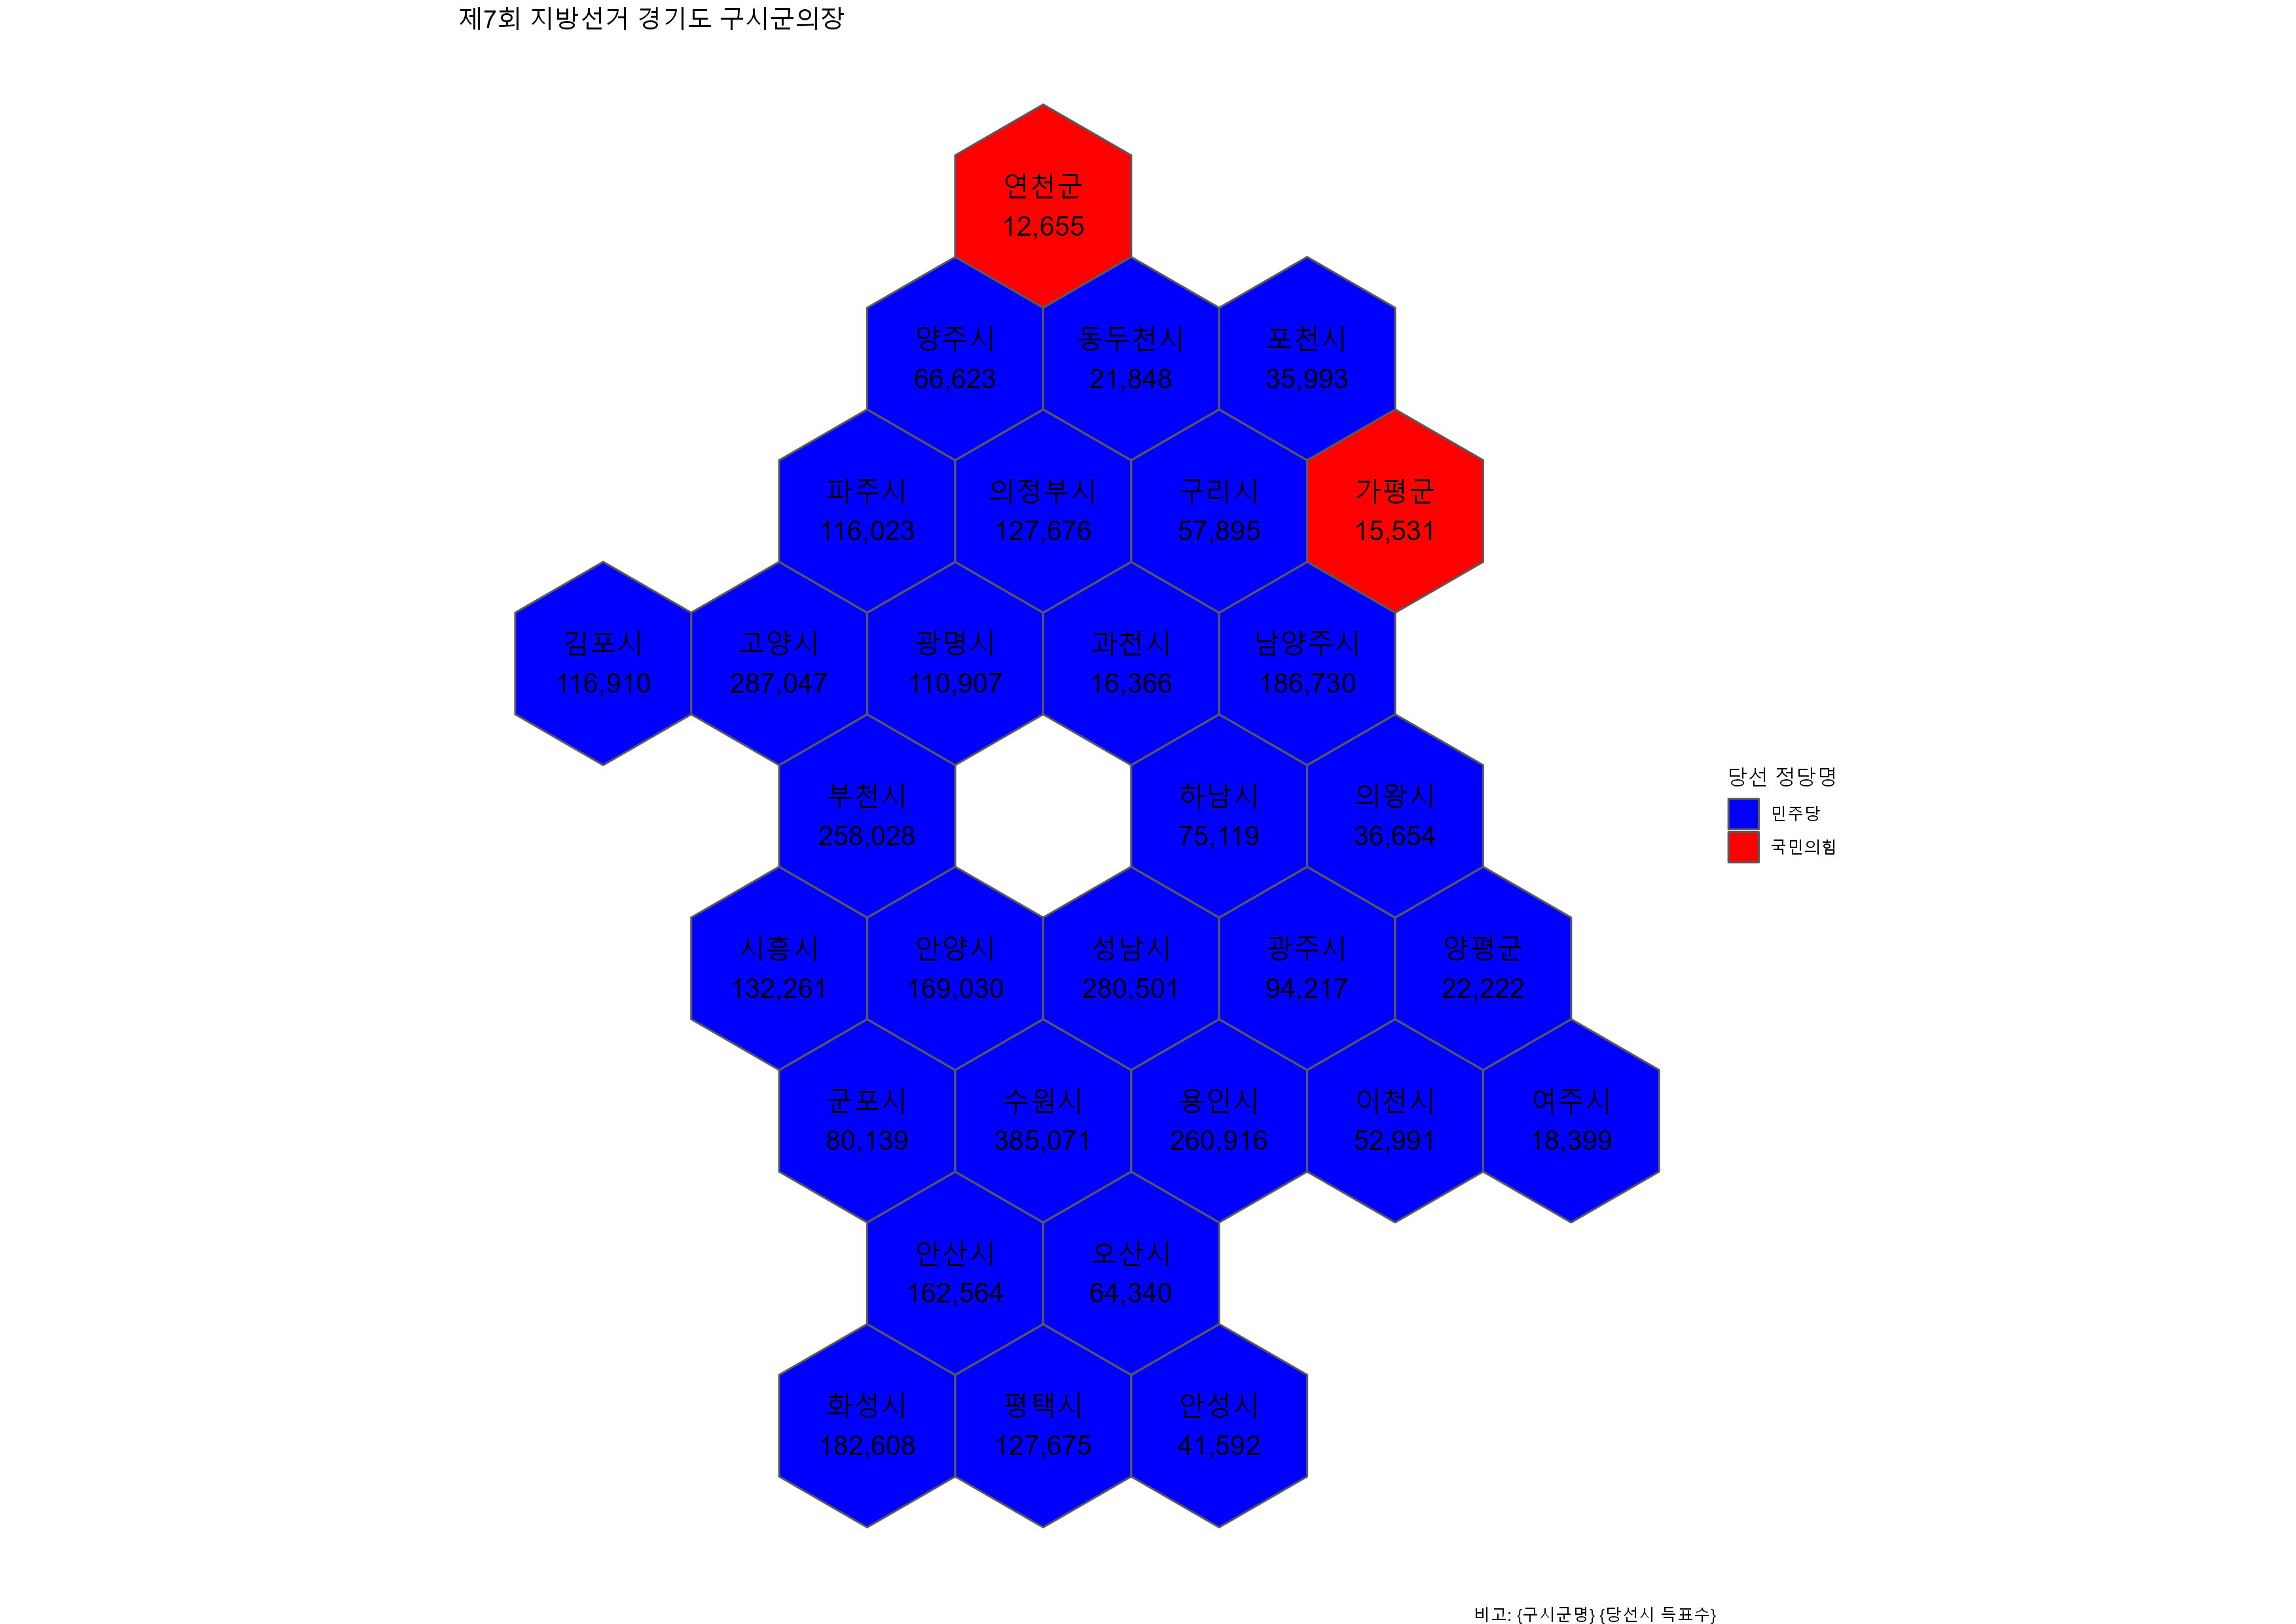 제7회 지방선거 경기도 구시군의장
연천군
12,655
양주시
66,623
동두천시
21,848
포천시
35,993
파주시
116,023
의정부시
127,676
구리시
57,895
가평군
15,531
김포시
116,910
고양시
287,047
광명시
110,907
과천시
16,366
남양주시
186,730
부천시
258,028
하남시
75,119
의왕시
36,654
시흥시
132,261
안양시
169,030
성남시
280,501
광주시
94,217
양평군
22,222
군포시
80,139
수원시
385,071
용인시
260,916
이천시
52,991
여주시
18,399
안산시
162,564
오산시
64,340
화성시
182,608
평택시
127,675
안성시
41,592
당선 정당명
민주당
국민의힘
비고: {구시군명} {당선시 득표수}